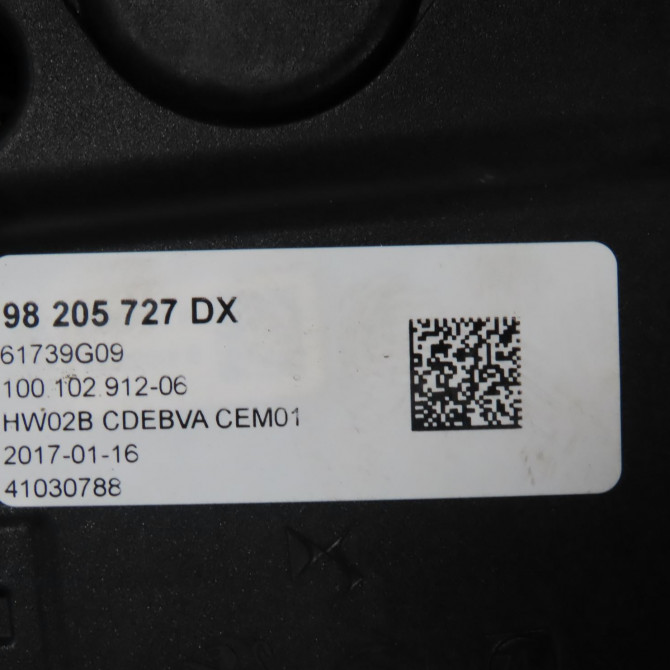 98 205 727 DX
61739G09
100.102.912-06
HW02B CDEBVA CEM01
2017-01-16
41030788